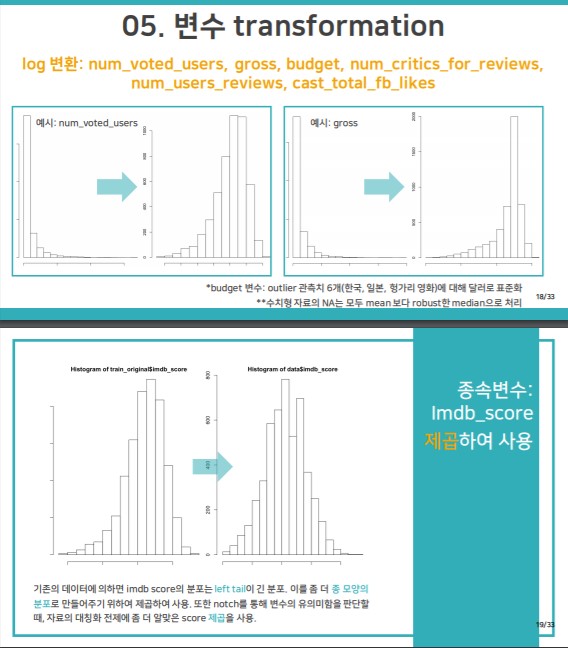 05. 변수 transformation
log 변환: num_voted_users, gross, budget, num_critics_for_reviews,
num_users_reviews, cast_total_fb_likes
예시: num_voted_users
예시: gross
*budget 변수: outlier 관측치 6개(한국, 일본, 헝가리 영화)에 대해 달러로 표준화
**수치형 자료의 NA는 모두 mean 보다 robust한 median으로 처리
18/33
Histogram of train_original$imdb_score
Histogram of data$imdb_score
800
600
400
200
0
종속변수:
Imdb_score
제곱하여 사용
기존의 데이터에 의하면 imdb score의 분포는 left tail이 긴 분포. 이를 좀 더 종 모양의
분포로 만들어주기 위하여 제곱하여 사용. 또한 notch를 통해 변수의 유의미함을 판단할
때, 자료의 대칭화 전제에 좀 더 알맞은 score 제곱을 사용.
19/33